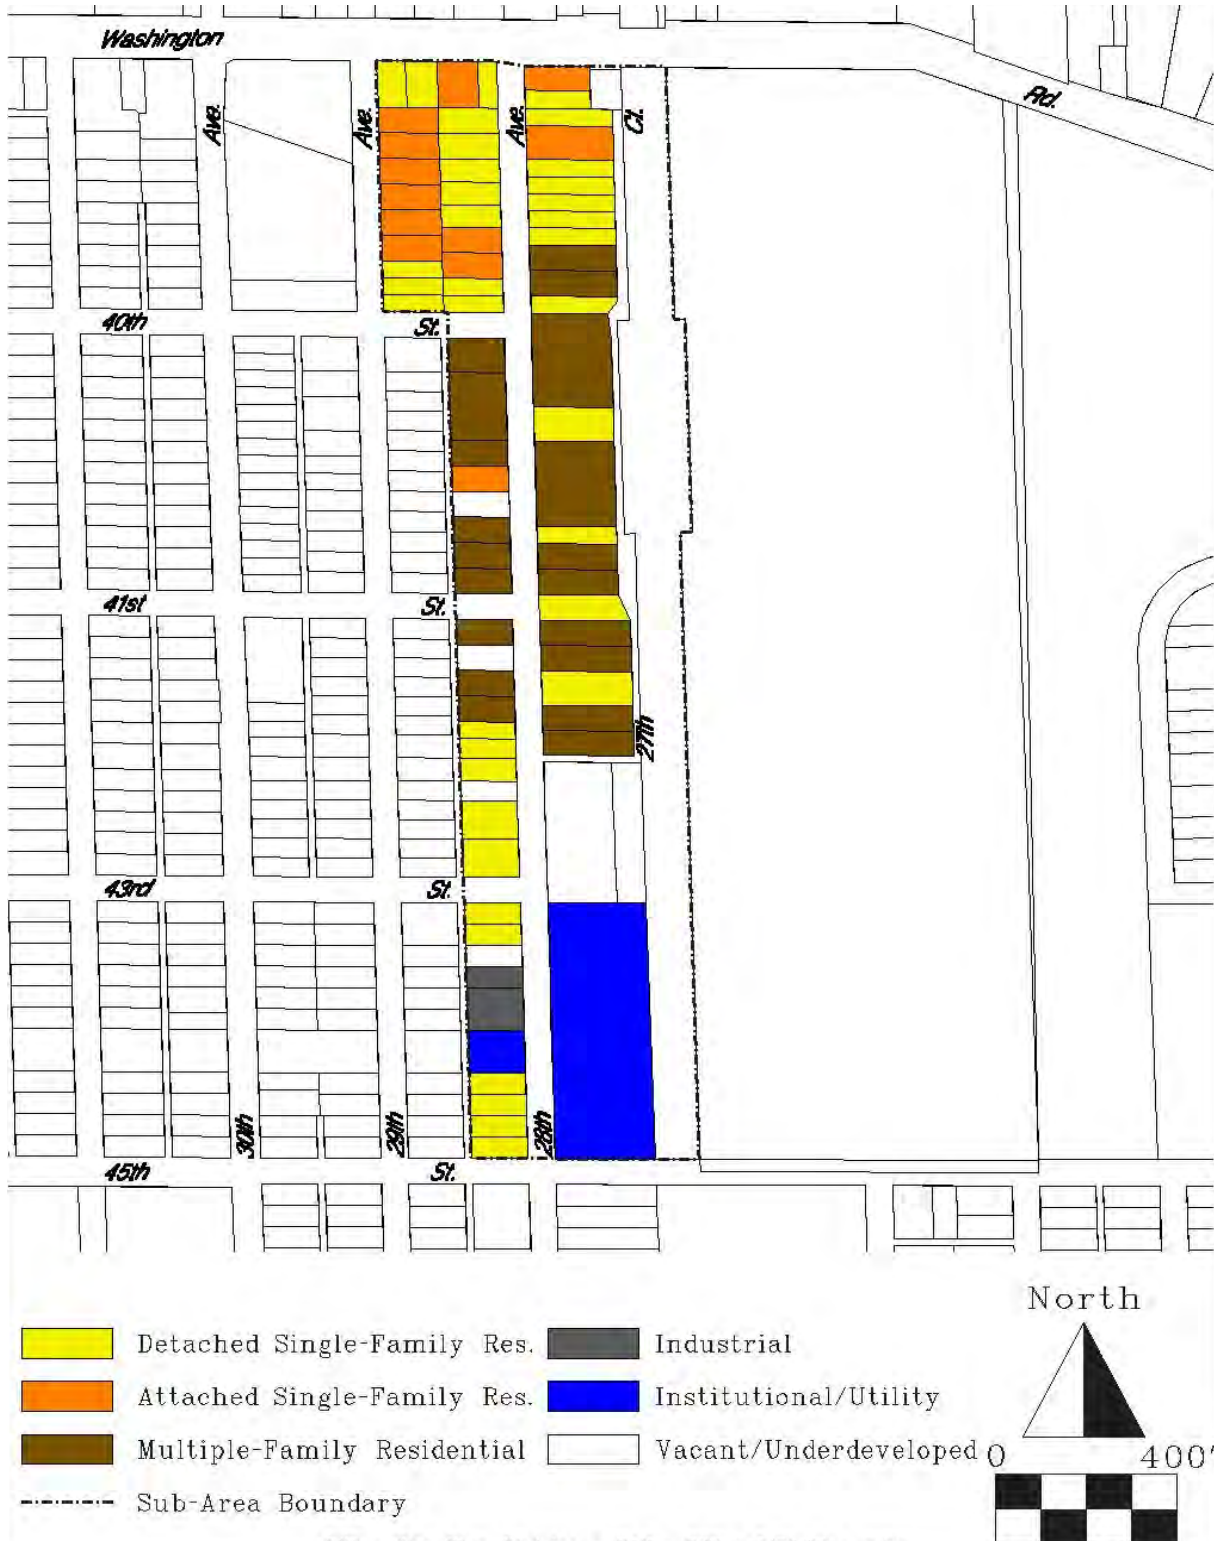 Washington
Rd.
Ave.
Ave.
Ave.
Ct.
40th St.
41st St.
27th
43rd St.
30th
29th
28th
45th St.
North
Detached Single-Family Res.
Industrial
Attached Single-Family Res.
Institutional/Utility
Multiple-Family Residential
Vacant/Underdeveloped
0 400'
Sub-Area Boundary